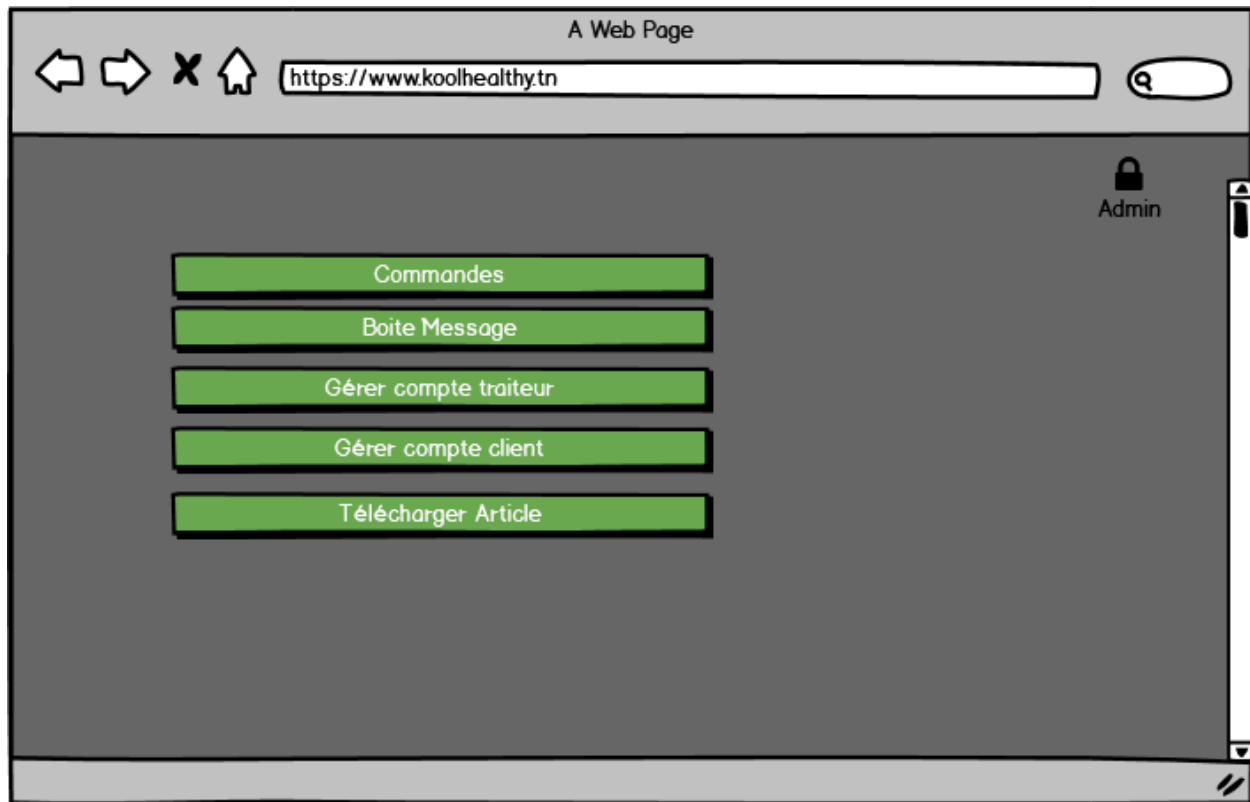 A Web Page
https://www.koolhealthy.tn
Admin
Commandes
Boite Message
Gérer compte traiteur
Gérer compte client
Télécharger Article